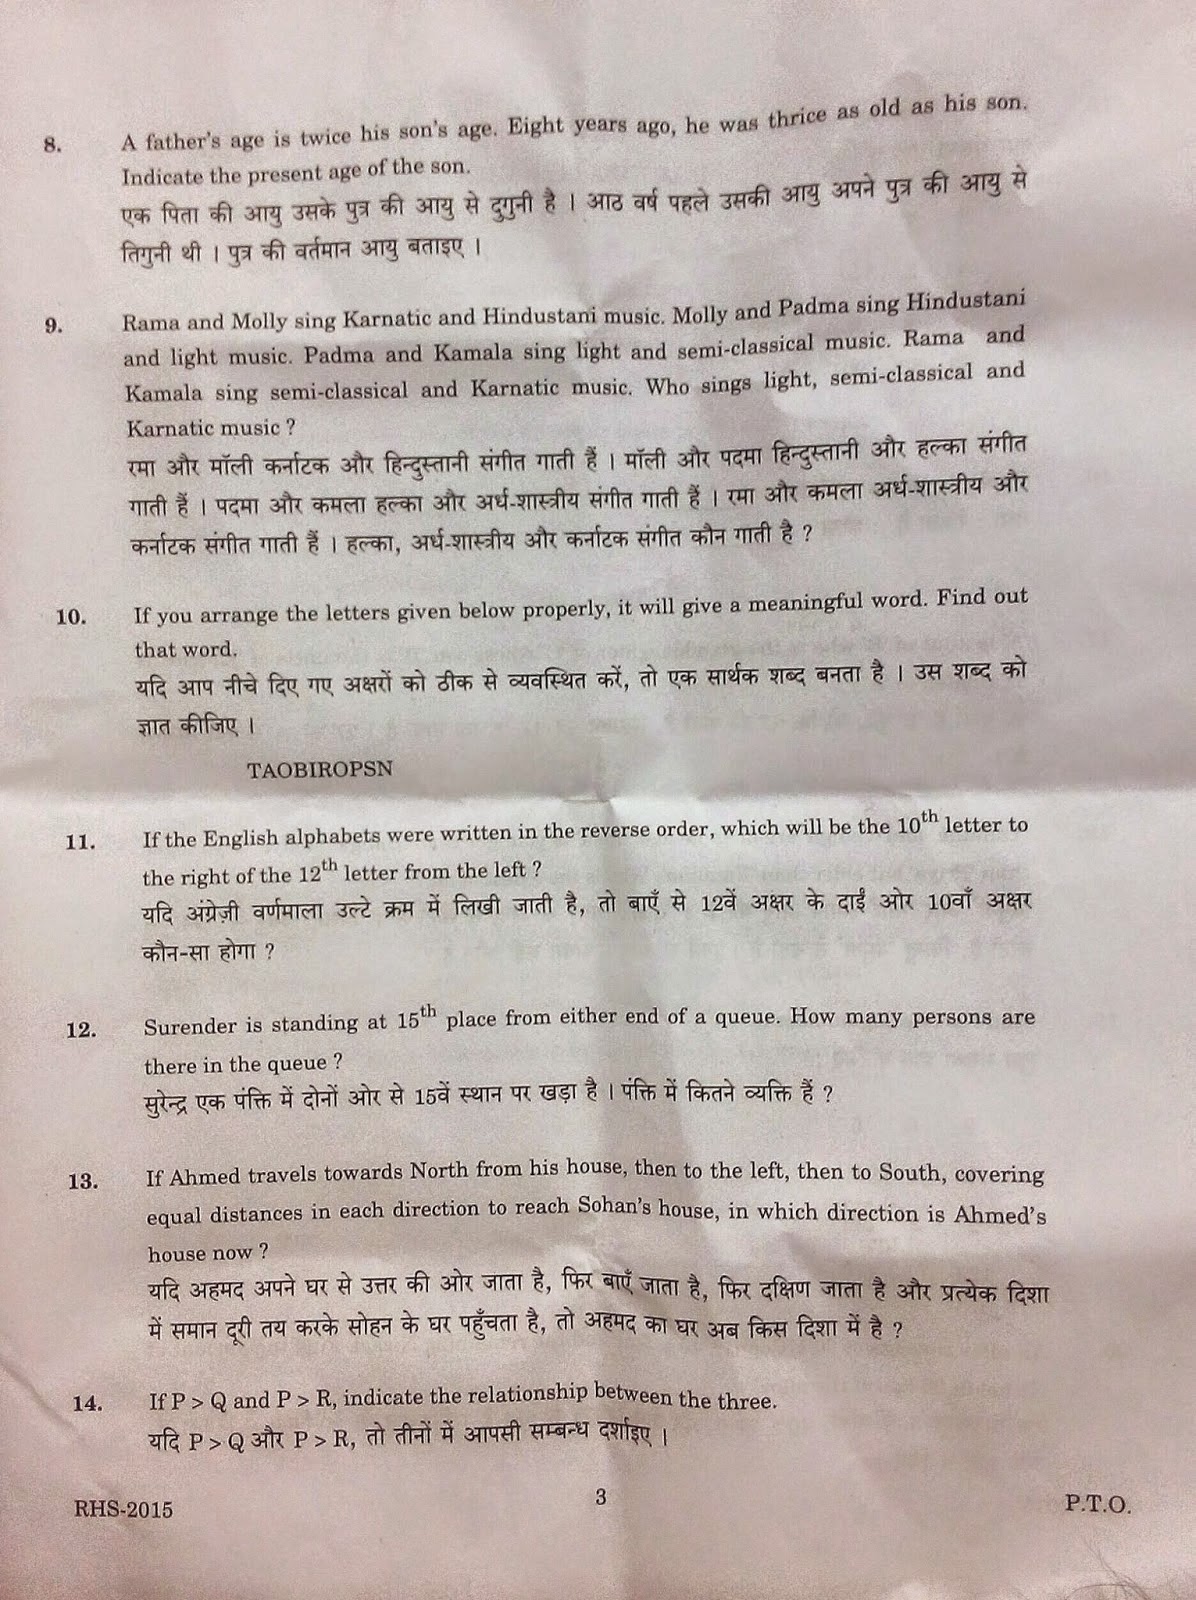 8. A father's age is twice his son's age. Eight years ago, he was thrice as old as his son.
Indicate the present age of the son.
एक पिता की आयु उसके पुत्र की आयु से दुगुनी है । आठ वर्ष पहले उसकी आयु अपने पुत्र की आयु से
तिगुनी थी । पुत्र की वर्तमान आयु बताइए ।
9. Rama and Molly sing Karnatic and Hindustani music. Molly and Padma sing Hindustani
and light music. Padma and Kamala sing light and semi-classical music. Rama and
Kamala sing semi-classical and Karnatic music. Who sings light, semi-classical and
Karnatic music ?
रमा और मॉली कर्नाटक और हिन्दुस्तानी संगीत गाती हैं । मॉली और पदमा हिन्दुस्तानी और हल्का संगीत
गाती हैं । पदमा और कमला हल्का और अर्ध-शास्त्रीय संगीत गाती हैं । रमा और कमला अर्ध-शास्त्रीय और
कर्नाटक संगीत गाती हैं । हल्का, अर्ध-शास्त्रीय और कर्नाटक संगीत कौन गाती है ?
10. If you arrange the letters given below properly, it will give a meaningful word. Find out
that word.
यदि आप नीचे दिए गए अक्षरों को ठीक से व्यवस्थित करें, तो एक सार्थक शब्द बनता है । उस शब्द को
ज्ञात कीजिए ।
TAOBIROPSN
11. If the English alphabets were written in the reverse order, which will be the 10th letter to
the right of the 12th letter from the left ?
यदि अंग्रेज़ी वर्णमाला उल्टे क्रम में लिखी जाती है, तो बाएँ से 12वें अक्षर के दाईं ओर 10वाँ अक्षर
कौन-सा होगा ?
12. Surender is standing at 15th place from either end of a queue. How many persons are
there in the queue ?
सुरेन्द्र एक पंक्ति में दोनों ओर से 15वें स्थान पर खड़ा है । पंक्ति में कितने व्यक्ति हैं ?
13. If Ahmed travels towards North from his house, then to the left, then to South, covering
equal distances in each direction to reach Sohan's house, in which direction is Ahmed's
house now ?
यदि अहमद अपने घर से उत्तर की ओर जाता है, फिर बाएँ जाता है, फिर दक्षिण जाता है और प्रत्येक दिशा
में समान दूरी तय करके सोहन के घर पहुँचता है, तो अहमद का घर अब किस दिशा में है ?
14. If P > Q and P > R, indicate the relationship between the three.
यदि P > Q और P > R, तो तीनों में आपसी सम्बन्ध दर्शाइए ।
RHS-2015 3 P.T.O.